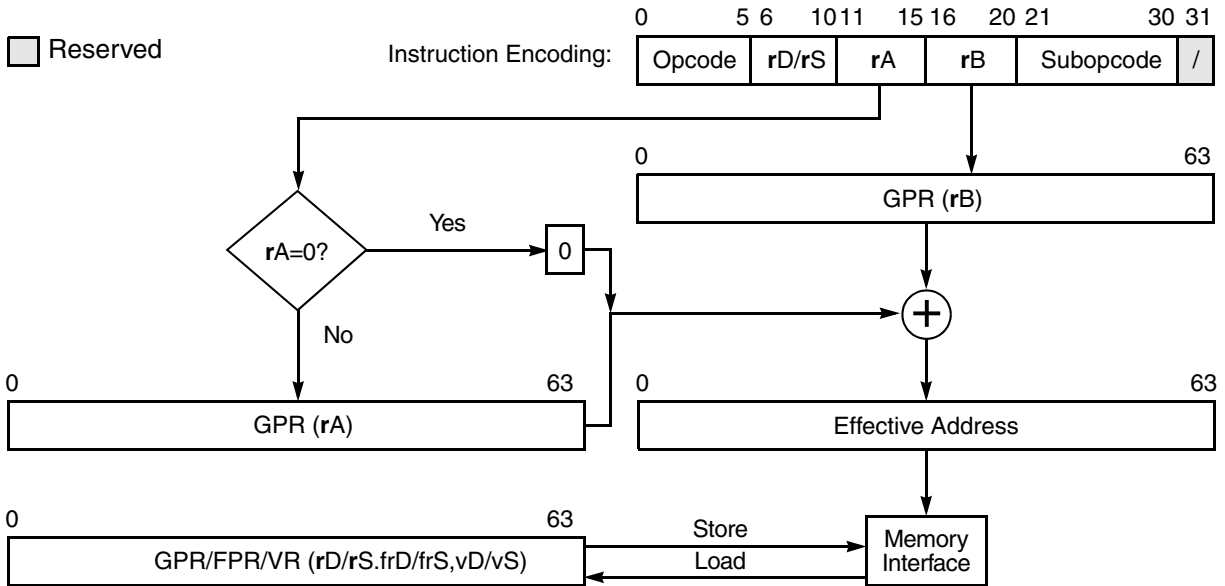 0 5 6 10 11 15 16 20 21 30 31
Reserved
Instruction Encoding:
Opcode rD/rS rA rB Subopcode /
0 63
GPR (rB)
rA=0?
Yes
0
+
No
0 63
GPR (rA)
0 63
Effective Address
0 63
GPR/FPR/VR (rD/rS.frD/frS,vD/vS)
Store
Load
Memory
Interface